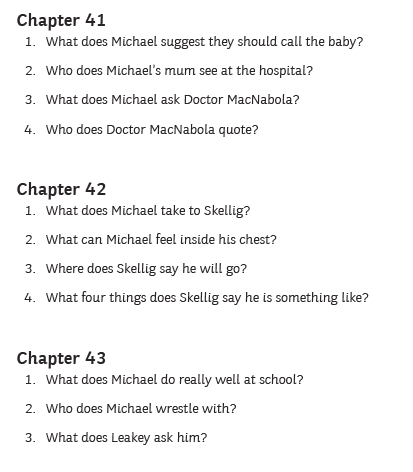 Chapter 41
1. What does Michael suggest they should call the baby?
2. Who does Michael's mum see at the hospital?
3. What does Michael ask Doctor MacNabola?
4. Who does Doctor MacNabola quote?
Chapter 42
1. What does Michael take to Skellig?
2. What can Michael feel inside his chest?
3. Where does Skellig say he will go?
4. What four things does Skellig say he is something like?
Chapter 43
1. What does Michael do really well at school?
2. Who does Michael wrestle with?
3. What does Leakey ask him?